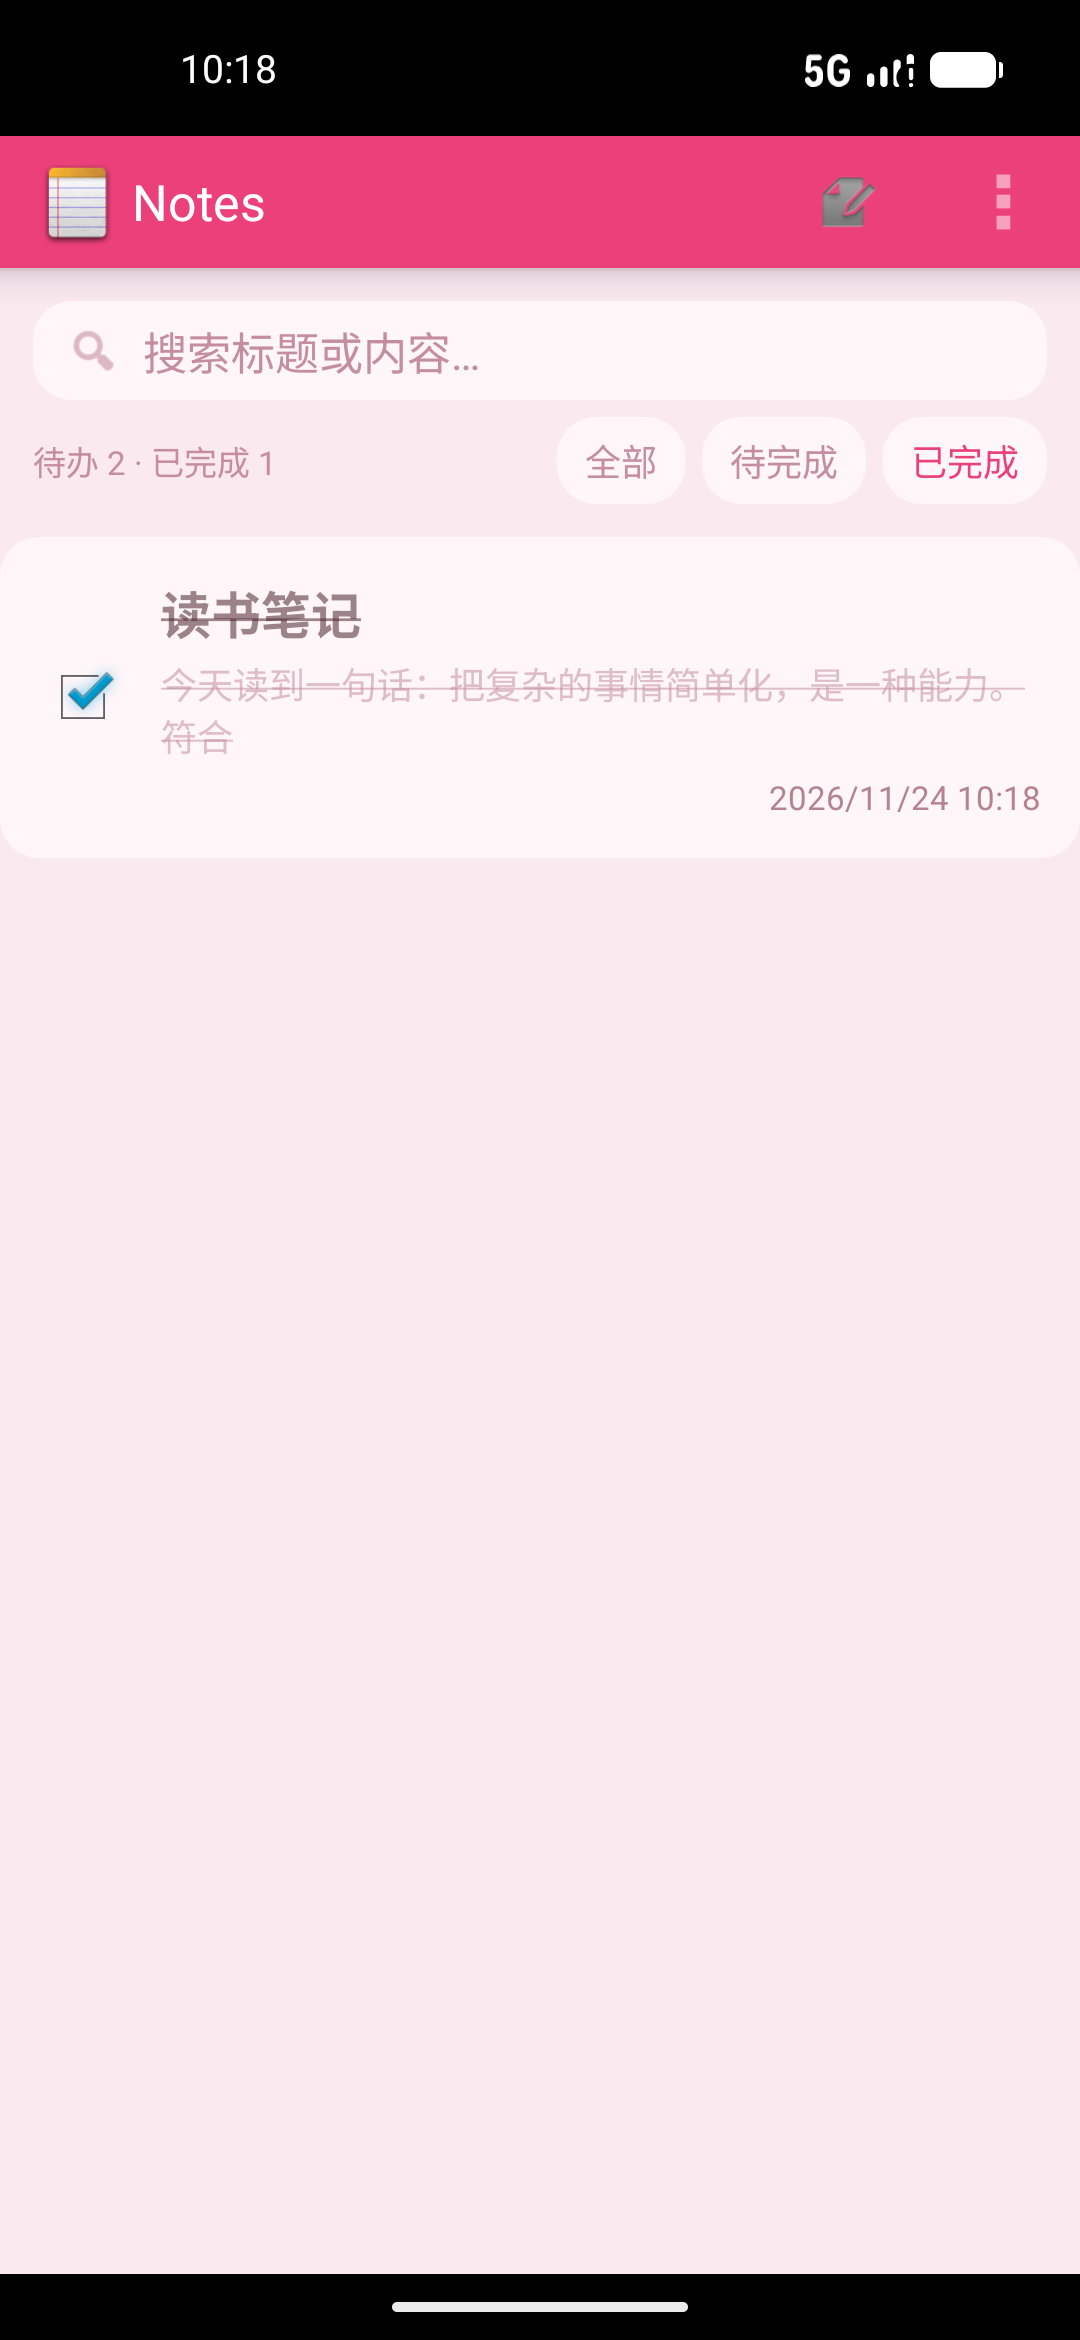 10:18
5G
Notes
搜索标题或内容...
待办 2 · 已完成 1
全部
待完成
已完成
读书笔记
今天读到一句话：把复杂的事情简单化，是一种能力。
符合
2026/11/24 10:18